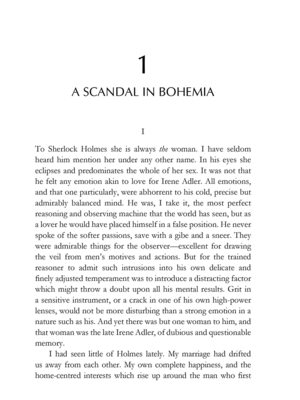 1
A SCANDAL IN BOHEMIA
I
To Sherlock Holmes she is always the woman. I have seldom
heard him mention her under any other name. In his eyes she
eclipses and predominates the whole of her sex. It was not that
he felt any emotion akin to love for Irene Adler. All emotions,
and that one particularly, were abhorrent to his cold, precise but
admirably balanced mind. He was, I take it, the most perfect
reasoning and observing machine that the world has seen, but as
a lover he would have placed himself in a false position. He never
spoke of the softer passions, save with a gibe and a sneer. They
were admirable things for the observer—excellent for drawing
the veil from men's motives and actions. But for the trained
reasoner to admit such intrusions into his own delicate and
finely adjusted temperament was to introduce a distracting factor
which might throw a doubt upon all his mental results. Grit in
a sensitive instrument, or a crack in one of his own high-power
lenses, would not be more disturbing than a strong emotion in a
nature such as his. And yet there was but one woman to him, and
that woman was the late Irene Adler, of dubious and questionable
memory.
I had seen little of Holmes lately. My marriage had drifted
us away from each other. My own complete happiness, and the
home-centred interests which rise up around the man who first